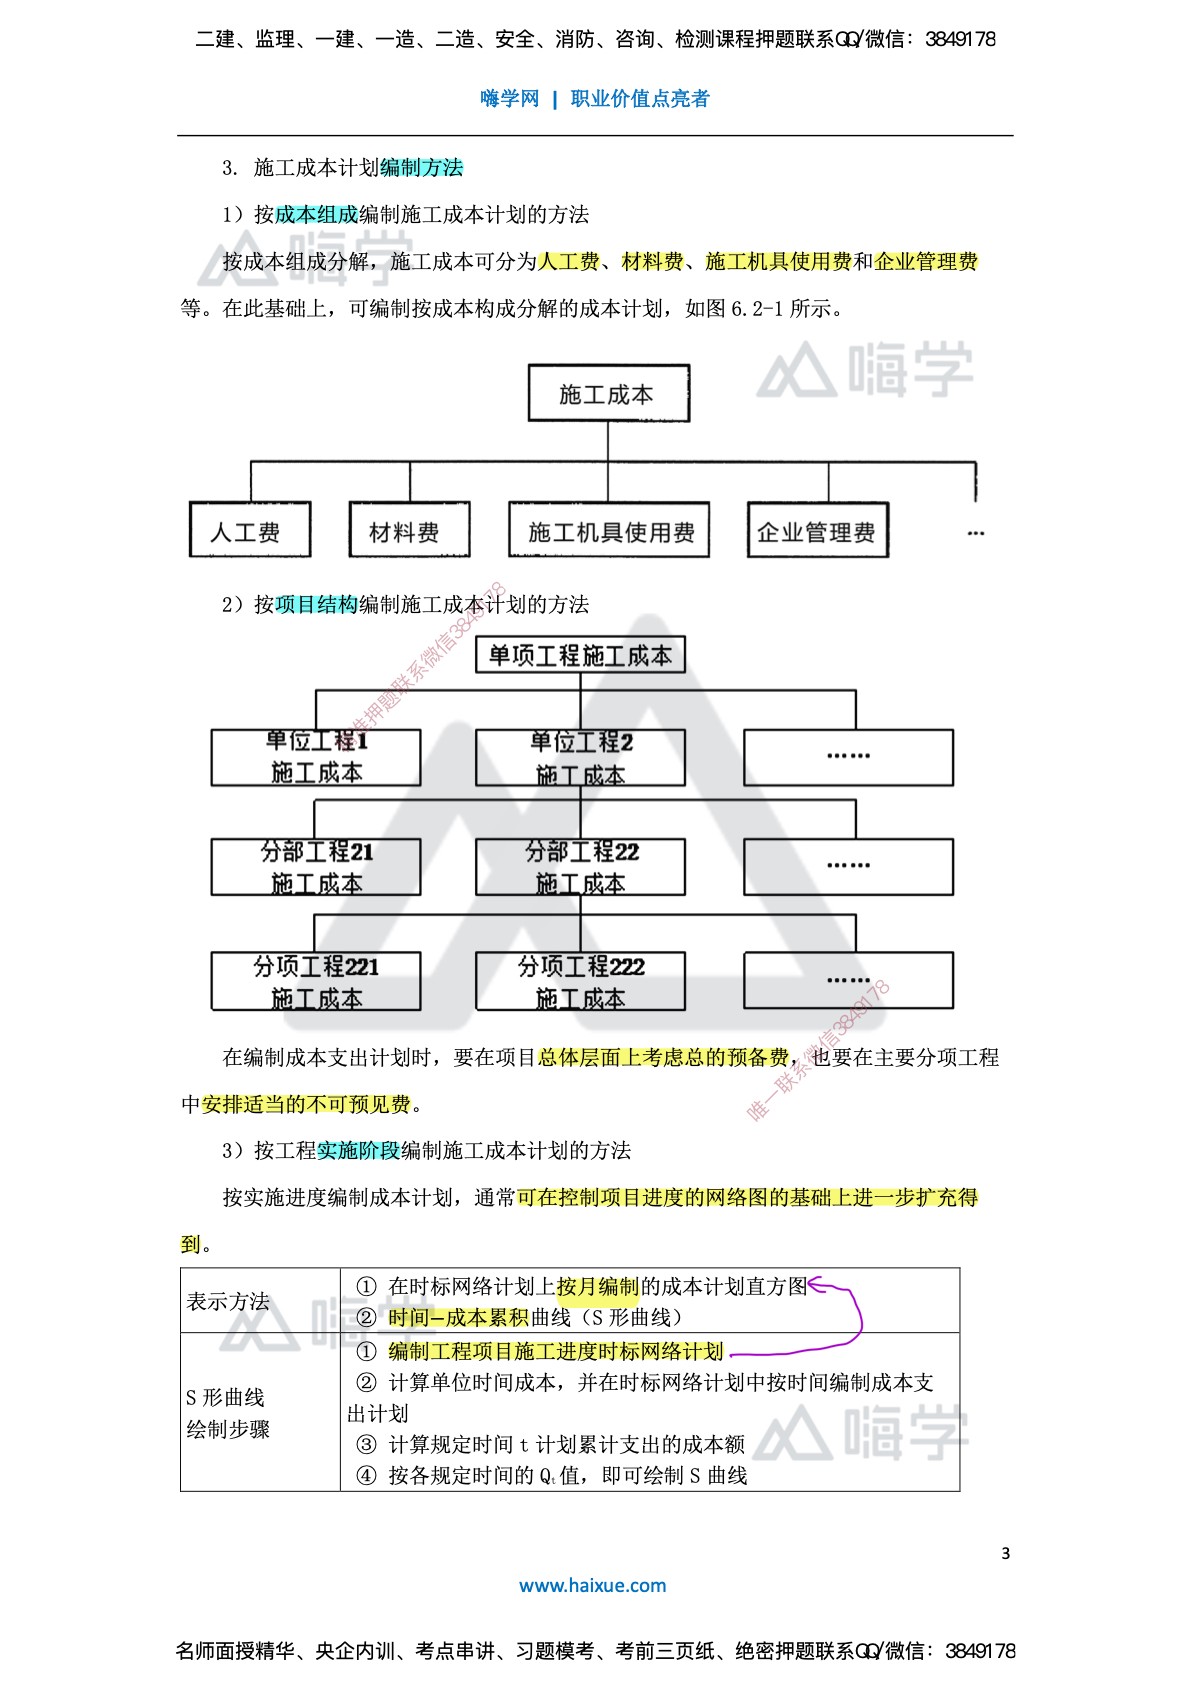 二建、监理、一建、一造、二造、安全、消防、咨询、检测课程押题联系QQ/微信：3849178
嗨学网 | 职业价值点亮者
3. 施工成本计划编制方法
1）按成本组成编制施工成本计划的方法
嗨学
按成本组成分解，施工成本可分为人工费、材料费、施工机具使用费和企业管理费
等。在此基础上，可编制按成本构成分解的成本计划，如图 6.2-1 所示。
嗨学
施工成本
人工费 材料费 施工机具使用费 企业管理费 …
2）按项目结构编制施工成本计划的方法
准押题联系微信3849178
单项工程施工成本
单位工程1 单位工程2 ……
施工成本 施工成本
分部工程21 分部工程22 ……
施工成本 施工成本
分项工程221 分项工程222 ……
施工成本 施工成本
唯一联系微信3849178
在编制成本支出计划时，要在项目总体层面上考虑总的预备费，也要在主要分项工程
中安排适当的不可预见费。
3）按工程实施阶段编制施工成本计划的方法
按实施进度编制成本计划，通常可在控制项目进度的网络图的基础上进一步扩充得
到。
表示方法
① 在时标网络计划上按月编制的成本计划直方图
② 时间—成本累积曲线（S 形曲线）
嗨学
S 形曲线
绘制步骤
① 编制工程项目施工进度时标网络计划
② 计算单位时间成本，并在时标网络计划中按时间编制成本支
出计划
③ 计算规定时间 t 计划累计支出的成本额
④ 按各规定时间的 Qt 值，即可绘制 S 曲线
嗨学
3
www.haixue.com
名师面授精华、央企内训、考点串讲、习题模考、考前三页纸、绝密押题联系QQ/微信：3849178